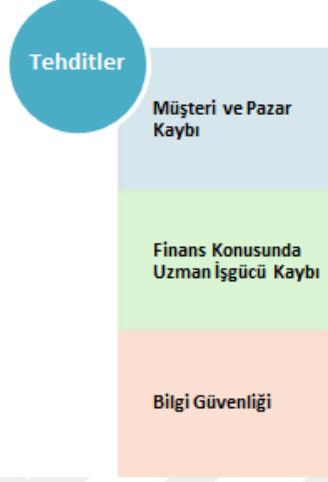 Tehditler
Müşteri ve Pazar
Kaybı
Finans Konusunda
Uzman İşgücü Kaybı
Bilgi Güvenliği